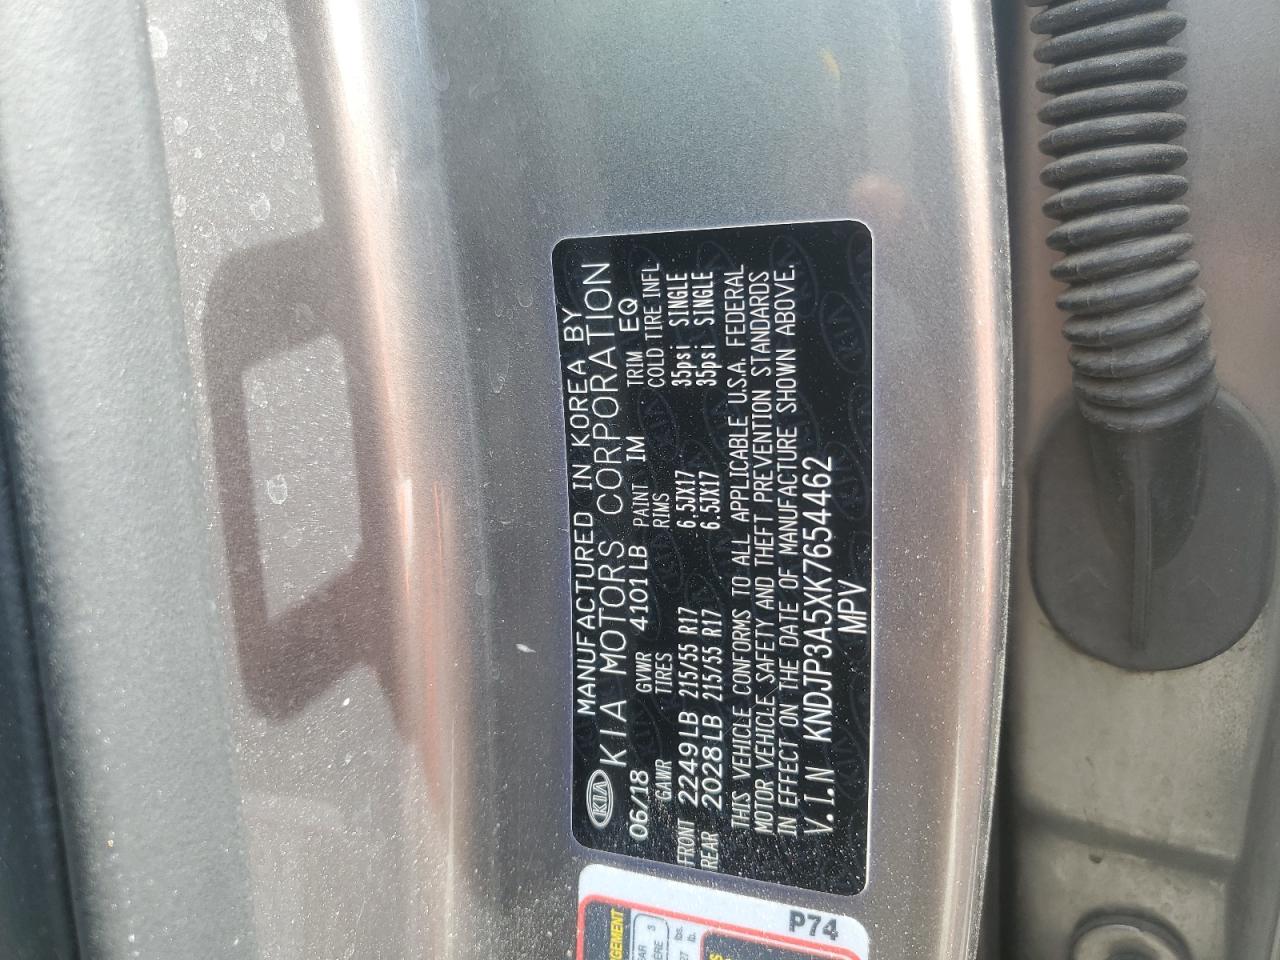 MANUFACTURED IN KOREA BY
KIA KIA MOTORS CORPORATION
06/18 GVWR 4101LB PAINT IM TRIM EQ
GAWR TIRES RIMS COLD TIRE INFL
FRONT 2249LB 215/55 R17 6.5JX17 35psi SINGLE
REAR 2028LB 215/55 R17 6.5JX17 35psi SINGLE
THIS VEHICLE CONFORMS TO ALL APPLICABLE U.S.A. FEDERAL
MOTOR VEHICLE SAFETY AND THEFT PREVENTION STANDARDS
IN EFFECT ON THE DATE OF MANUFACTURE SHOWN ABOVE.
V.I.N KNDJP3A5XK7654462
MPV
P74